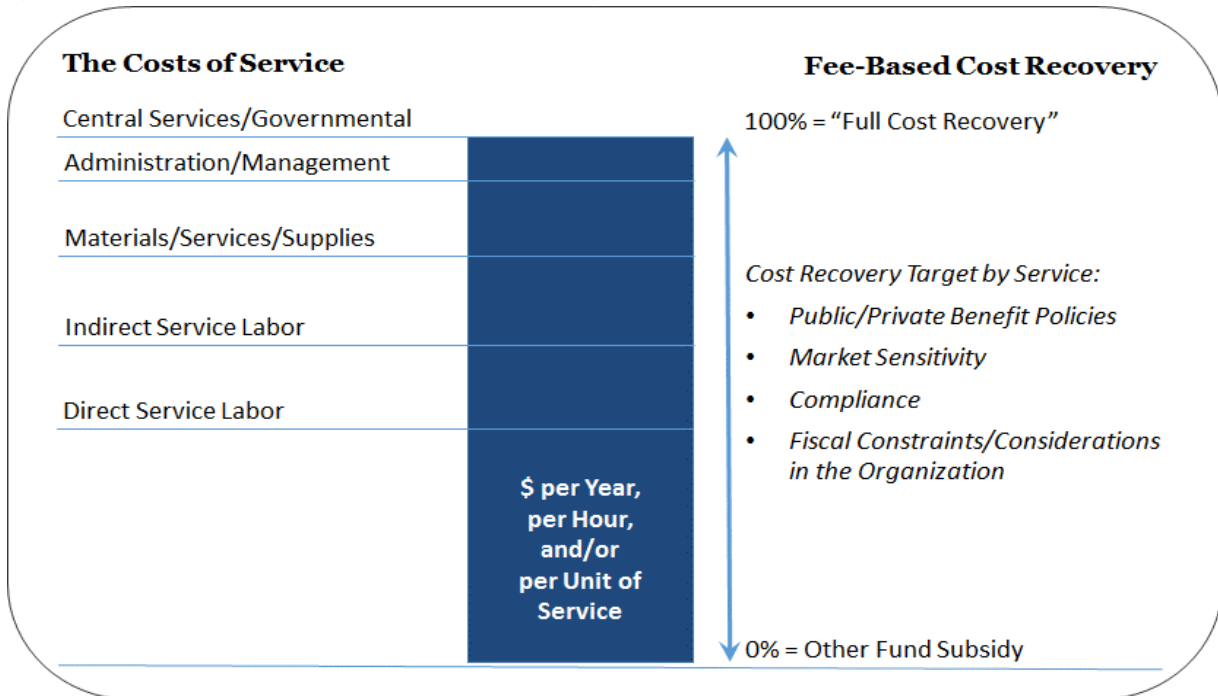 The Costs of Service
Central Services/Governmental
Administration/Management
Materials/Services/Supplies
Indirect Service Labor
Direct Service Labor
$ per Year,
per Hour,
and/or
per Unit of
Service
Fee-Based Cost Recovery
100% = “Full Cost Recovery”
Cost Recovery Target by Service:
• Public/Private Benefit Policies
• Market Sensitivity
• Compliance
• Fiscal Constraints/Considerations
in the Organization
0% = Other Fund Subsidy